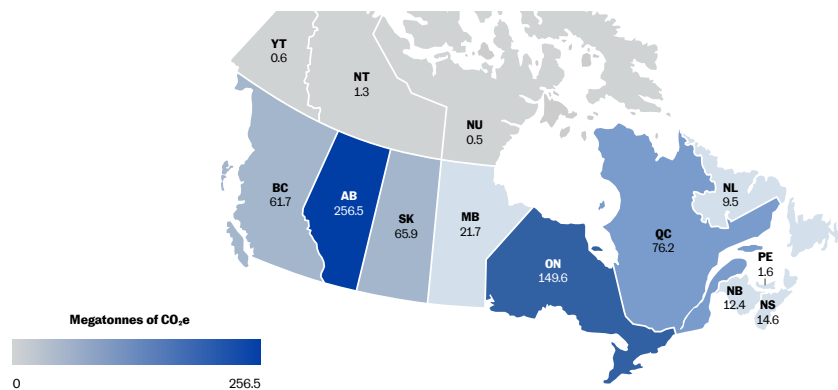 YT
0.6
NT
1.3
NU
0.5
BC
61.7
AB
256.5
SK
65.9
MB
21.7
ON
149.6
QC
76.2
NL
9.5
PE
1.6
NB
12.4
NS
14.6
Megatonnes of CO₂e
0 256.5